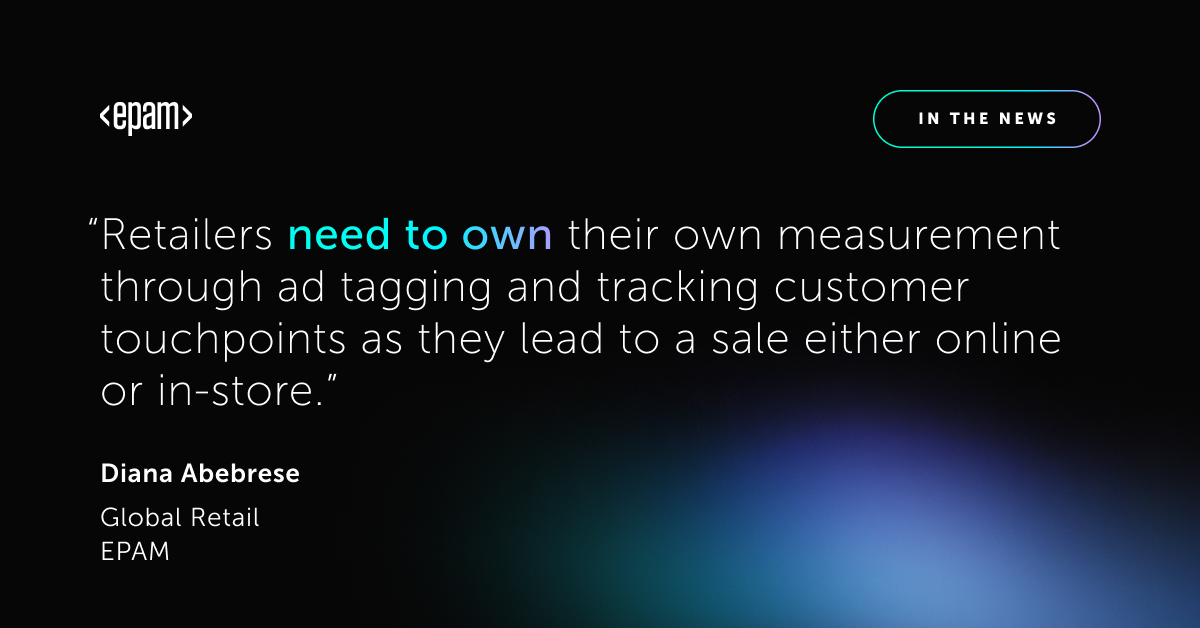 <epam>
IN THE NEWS
“Retailers need to own their own measurement
through ad tagging and tracking customer
touchpoints as they lead to a sale either online
or in-store.”
Diana Abebrese
Global Retail
EPAM